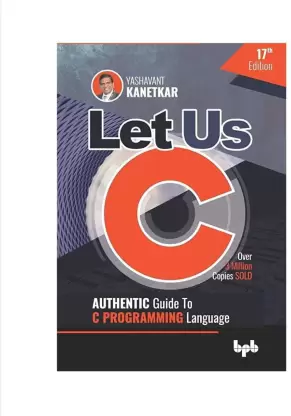 17th
Edition
YASHAVANT
KANETKAR
Let Us
C
Over
Million
Copies SOLD
AUTHENTIC Guide To
C PROGRAMMING Language
bpb